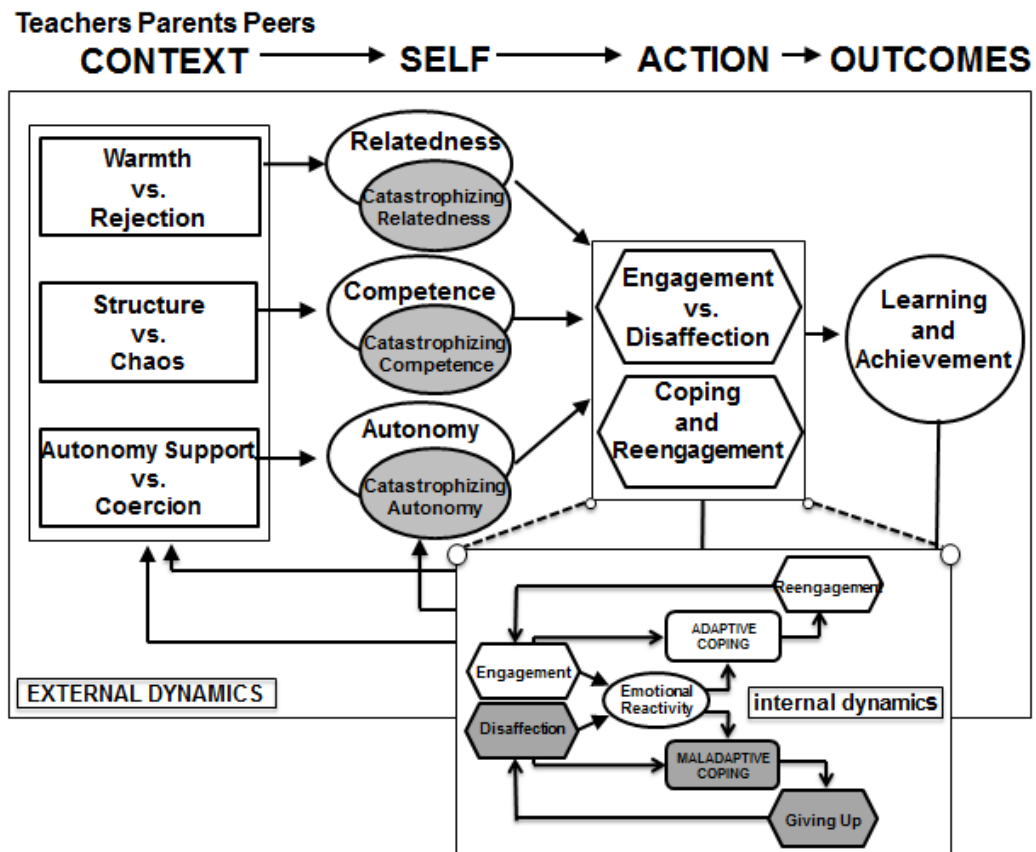 Teachers Parents Peers
CONTEXT
SELF
ACTION
OUTCOMES
Warmth
vs.
Rejection
Structure
vs.
Chaos
Autonomy Support
vs.
Coercion
Relatedness
Catastrophizing
Relatedness
Competence
Catastrophizing
Competence
Autonomy
Catastrophizing
Autonomy
Engagement
vs.
Disaffection
Coping
and
Reengagement
Learning
and
Achievement
EXTERNAL DYNAMICS
Reengagement
ADAPTIVE
COPING
Engagement
Emotional
Reactivity
internal dynamics
Disaffection
MALADAPTIVE
COPING
Giving Up